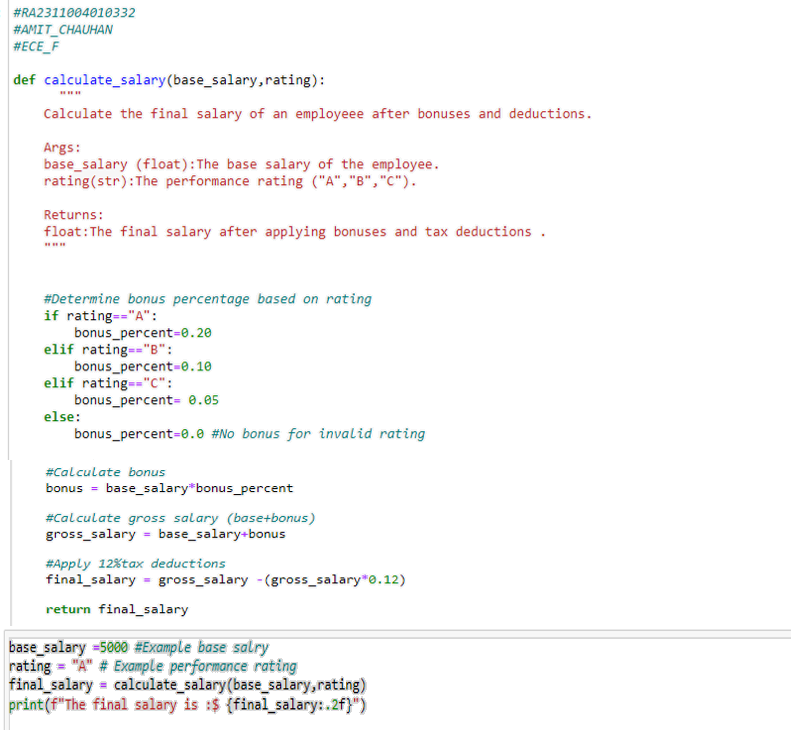 #RA2311004010332
#AMIT_CHAUHAN
#ECE_F
def calculate_salary(base_salary,rating):
"""
Calculate the final salary of an employeee after bonuses and deductions.
Args:
base_salary (float):The base salary of the employee.
rating(str):The performance rating ("A","B","C").
Returns:
float:The final salary after applying bonuses and tax deductions .
"""
#Determine bonus percentage based on rating
if rating=="A":
bonus_percent=0.20
elif rating=="B":
bonus_percent=0.10
elif rating=="C":
bonus_percent= 0.05
else:
bonus_percent=0.0 #No bonus for invalid rating
#Calculate bonus
bonus = base_salary*bonus_percent
#Calculate gross salary (base+bonus)
gross_salary = base_salary+bonus
#Apply 12%tax deductions
final_salary = gross_salary -(gross_salary*0.12)
return final_salary
base_salary =5000 #Example base salry
rating = "A" # Example performance rating
final_salary = calculate_salary(base_salary,rating)
print(f"The final salary is :$ {final_salary:.2f}")